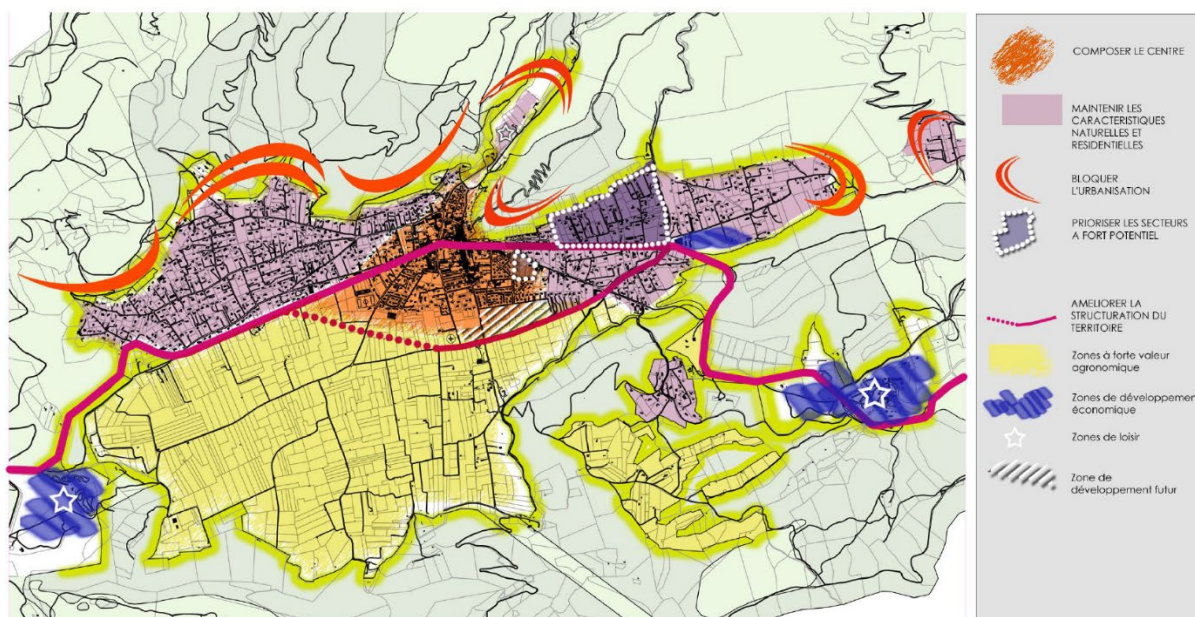 COMPOSER LE CENTRE
MAINTENIR LES
CARACTERISTIQUES
NATURELLES ET
RESIDENTIELLES
BLOQUER
L'URBANISATION
PRIORISER LES SECTEURS
A FORT POTENTIEL
AMELIORER LA
STRUCTURATION DU
TERRITOIRE
Zones à forte valeur
agronomique
Zones de développement
économique
Zones de loisir
Zone de
développement futur